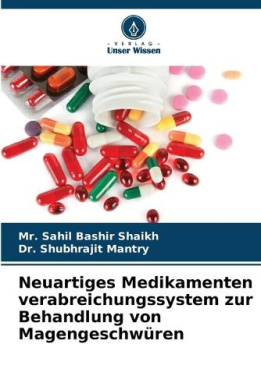 - VERLAG -
Unser Wissen
Mr. Sahil Bashir Shaikh
Dr. Shubhrajit Mantry
Neuartiges Medikamenten
verabreichungssystem zur
Behandlung von
Magengeschwüren